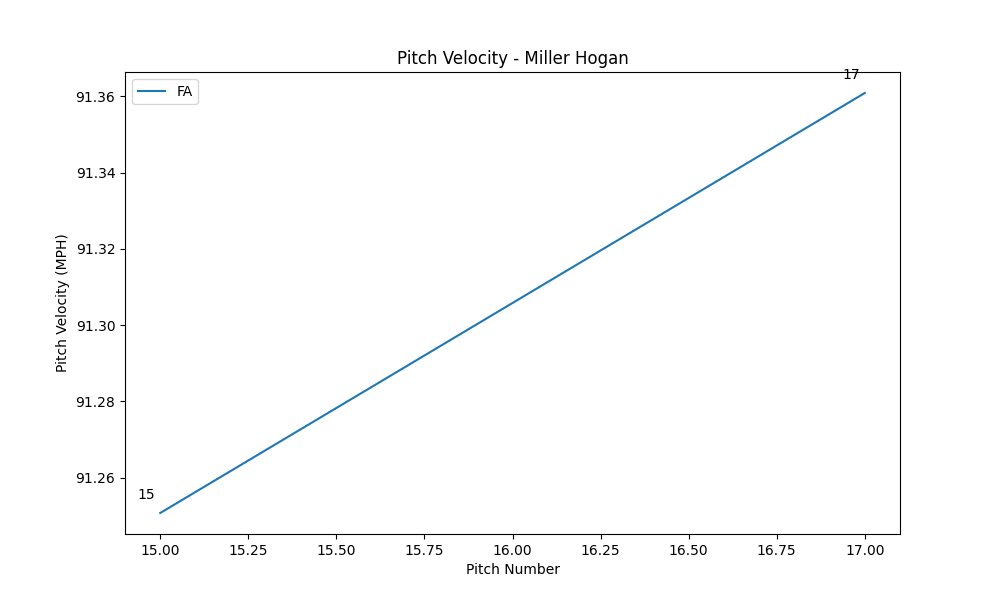 Pitch Velocity - Miller Hogan
17
FA
91.36
91.34
91.32
91.30
91.28
91.26
Pitch Velocity (MPH)
15
15.00 15.25 15.50 15.75 16.00 16.25 16.50 16.75 17.00
Pitch Number